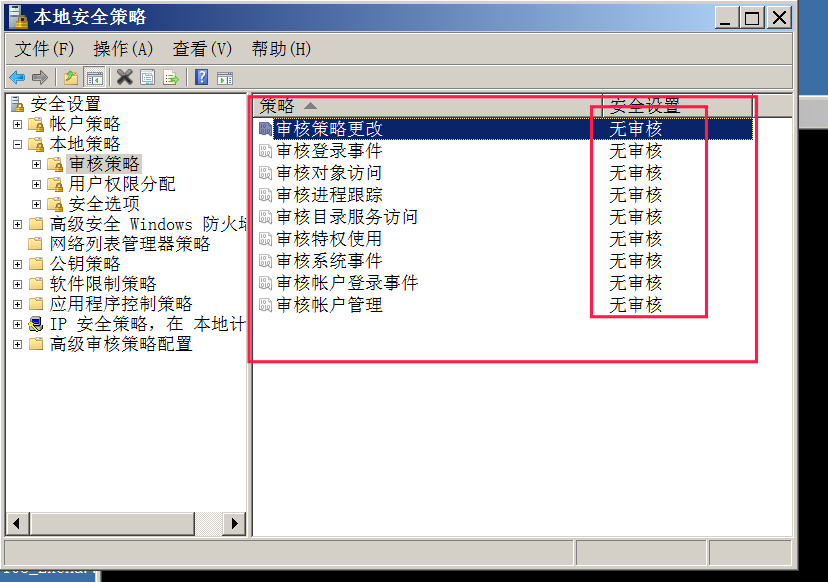 本地安全策略
文件(F) 操作(A) 查看(V) 帮助(H)
安全设置
帐户策略
本地策略
审核策略
用户权限分配
安全选项
高级安全 Windows 防火墙
网络列表管理器策略
公钥策略
软件限制策略
应用程序控制策略
IP 安全策略，在 本地计
高级审核策略配置
策略 安全设置
审核策略更改 无审核
审核登录事件 无审核
审核对象访问 无审核
审核进程跟踪 无审核
审核目录服务访问 无审核
审核特权使用 无审核
审核系统事件 无审核
审核帐户登录事件 无审核
审核帐户管理 无审核